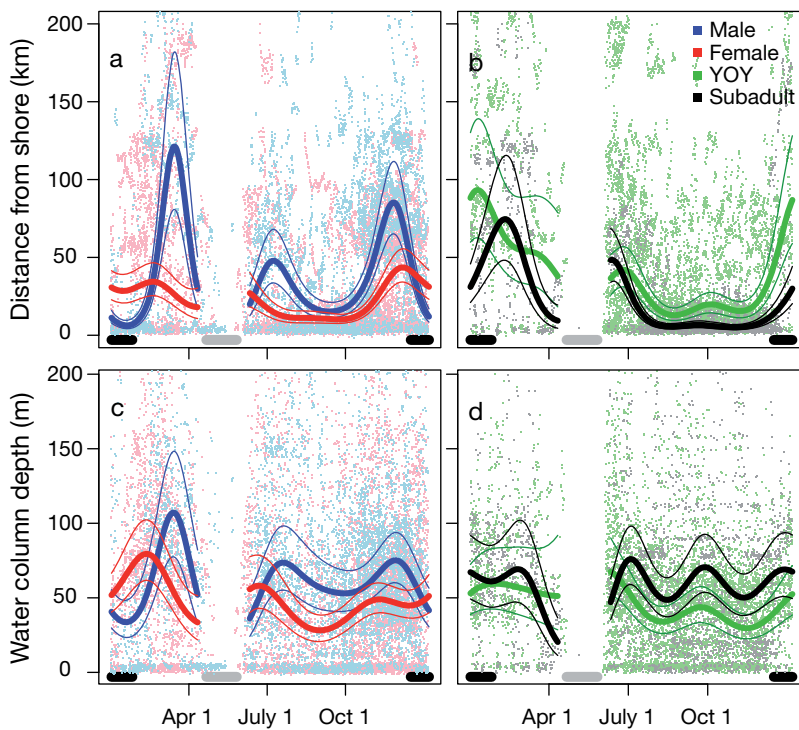 a
b
Male
Female
YOY
Subadult
Distance from shore (km)
200
150
100
50
0
c
d
Water column depth (m)
200
150
100
50
0
Apr 1 July 1 Oct 1
Apr 1 July 1 Oct 1